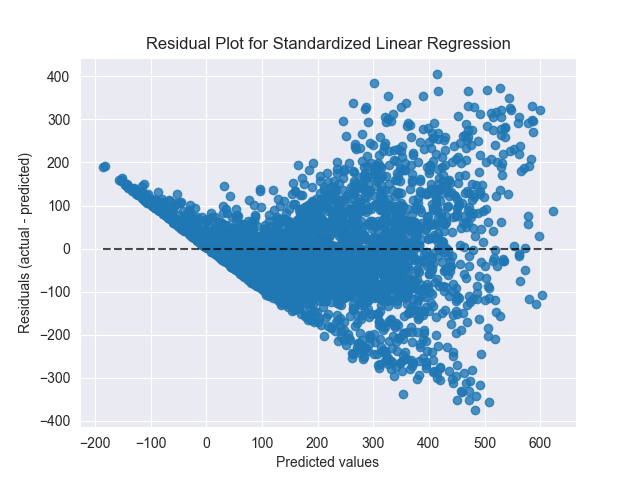 Residual Plot for Standardized Linear Regression
Residuals (actual - predicted)
400
300
200
100
0
−100
−200
−300
−400
−200 −100 0 100 200 300 400 500 600
Predicted values